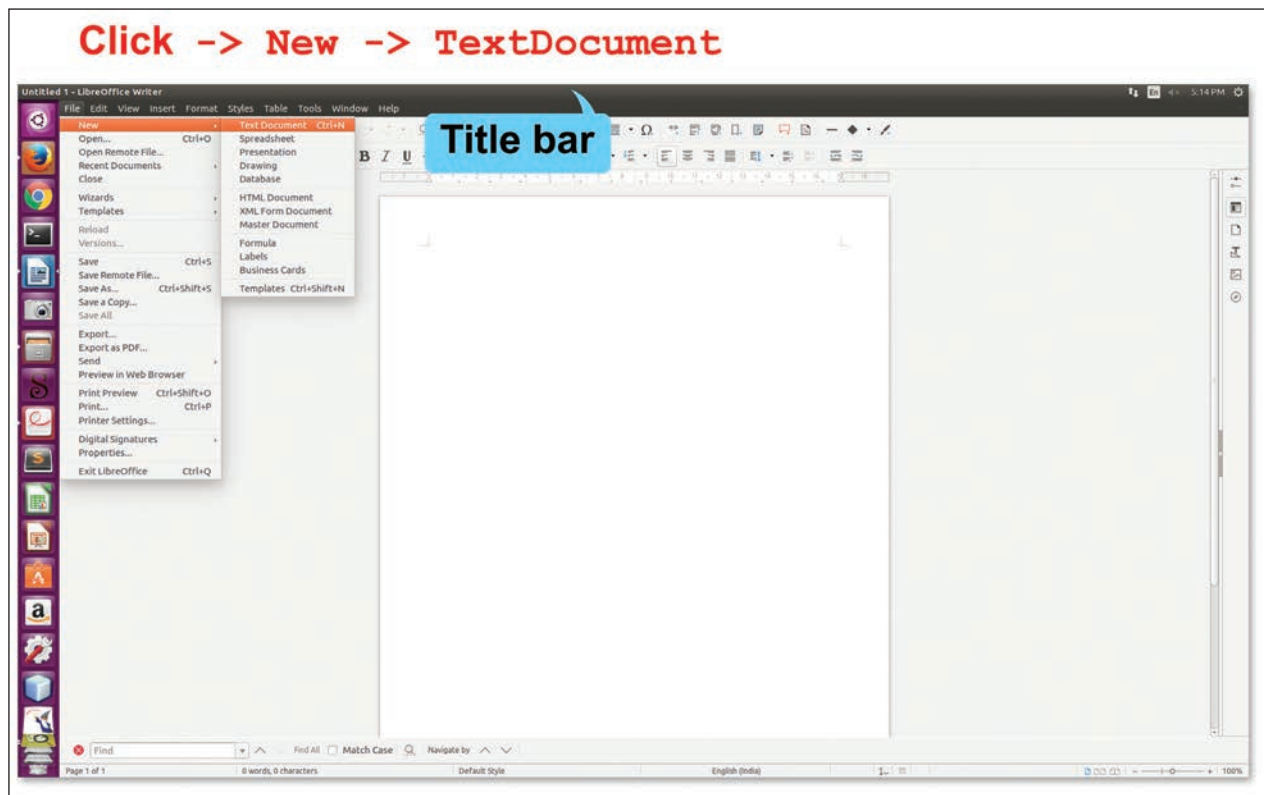 Click -> New -> TextDocument
Untitled 1 - LibreOffice Writer
En 5:14 PM
File Edit View Insert Format Styles Table Tools Window Help
Title bar
New
Open... Ctrl+O
Open Remote File...
Recent Documents
Close
Wizards
Templates
Reload
Versions...
Save Ctrl+S
Save Remote File...
Save As... Ctrl+Shift+S
Save a Copy...
Save All
Export...
Export as PDF...
Send
Preview in Web Browser
Print Preview Ctrl+Shift+O
Print... Ctrl+P
Printer Settings...
Digital Signatures
Properties...
Exit LibreOffice Ctrl+Q
Text Document Ctrl+N
Spreadsheet
Presentation
Drawing
Database
HTML Document
XML Form Document
Master Document
Formula
Labels
Business Cards
Templates Ctrl+Shift+N
B I U
Find Find All Match Case Navigate by
Page 1 of 1 0 words, 0 characters Default Style English (India) 100%